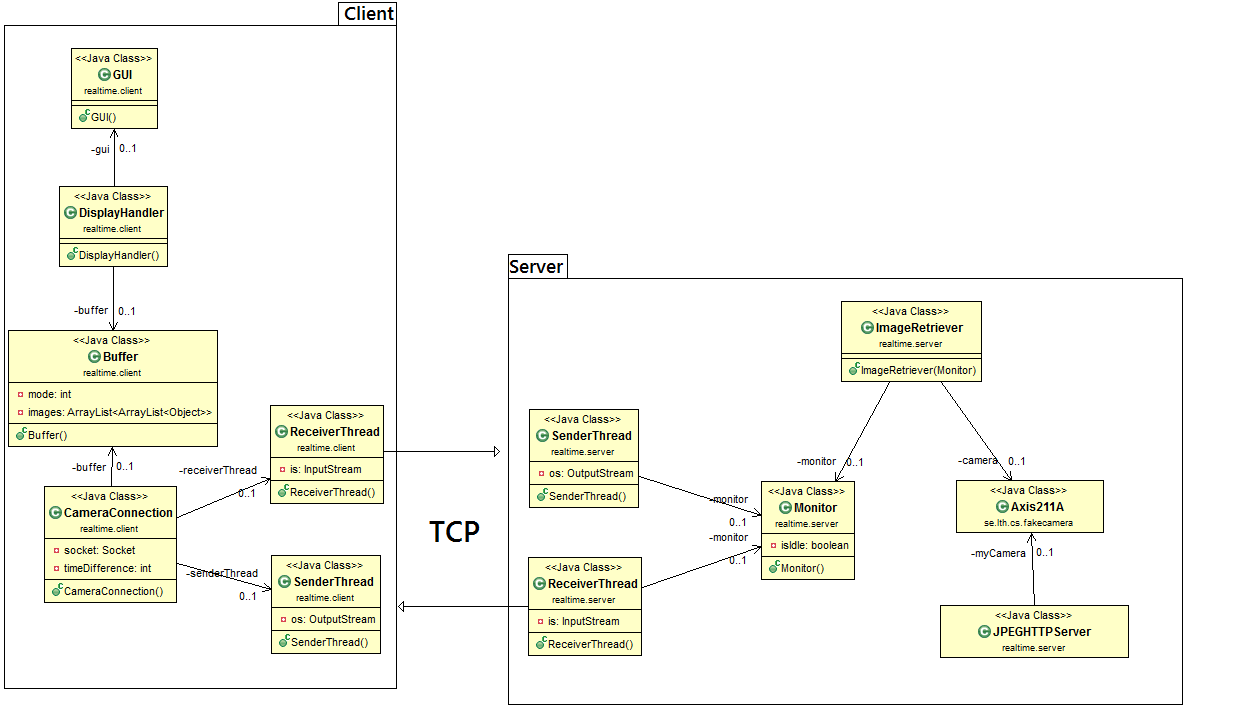 Client
<<Java Class>>
GUI
realtime.client
GUI()
-gui
0..1
<<Java Class>>
DisplayHandler
realtime.client
DisplayHandler()
-buffer
0..1
<<Java Class>>
Buffer
realtime.client
mode: int
images: ArrayList<ArrayList<Object>>
Buffer()
-buffer
0..1
<<Java Class>>
CameraConnection
realtime.client
socket: Socket
timeDifference: int
CameraConnection()
-receiverThread
0..1
-senderThread
0..1
<<Java Class>>
ReceiverThread
realtime.client
is: InputStream
ReceiverThread()
<<Java Class>>
SenderThread
realtime.client
os: OutputStream
SenderThread()
TCP
Server
<<Java Class>>
ImageRetriever
realtime.server
ImageRetriever(Monitor)
-monitor
0..1
-camera
0..1
<<Java Class>>
SenderThread
realtime.server
os: OutputStream
SenderThread()
-monitor
0..1
-monitor
0..1
<<Java Class>>
Monitor
realtime.server
isIdle: boolean
Monitor()
<<Java Class>>
Axis211A
se.lth.cs.fakecamera
-myCamera
0..1
<<Java Class>>
ReceiverThread
realtime.server
is: InputStream
ReceiverThread()
<<Java Class>>
JPEGHTTPServer
realtime.server